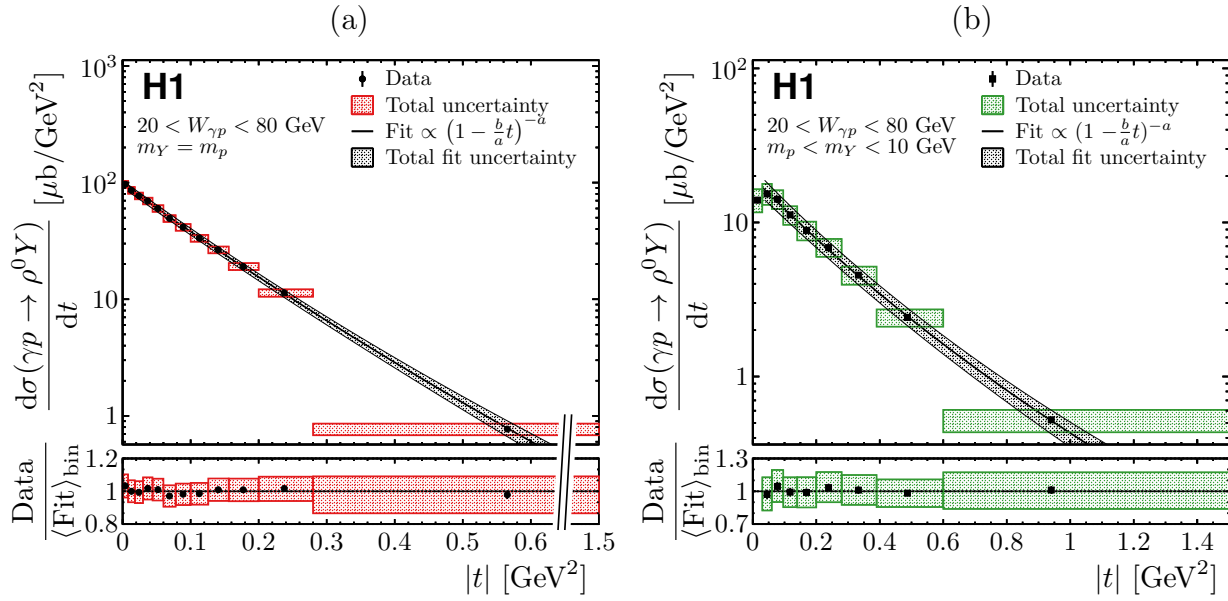 (a)
H1
20 < W_γp < 80 GeV
m_Y = m_p
Data
Total uncertainty
Fit ∝ (1 − b/a t)^−a
Total fit uncertainty
dσ(γp → ρ⁰Y)/dt [μb/GeV²]
10³
10²
10
1
Data/⟨Fit⟩_bin
1.2
1
0.8
0 0.1 0.2 0.3 0.4 0.5 0.6 1.5
|t| [GeV²]
(b)
H1
20 < W_γp < 80 GeV
m_p < m_Y < 10 GeV
Data
Total uncertainty
Fit ∝ (1 − b/a t)^−a
Total fit uncertainty
dσ(γp → ρ⁰Y)/dt [μb/GeV²]
10²
10
1
Data/⟨Fit⟩_bin
1.3
1
0.7
0 0.2 0.4 0.6 0.8 1 1.2 1.5
|t| [GeV²]